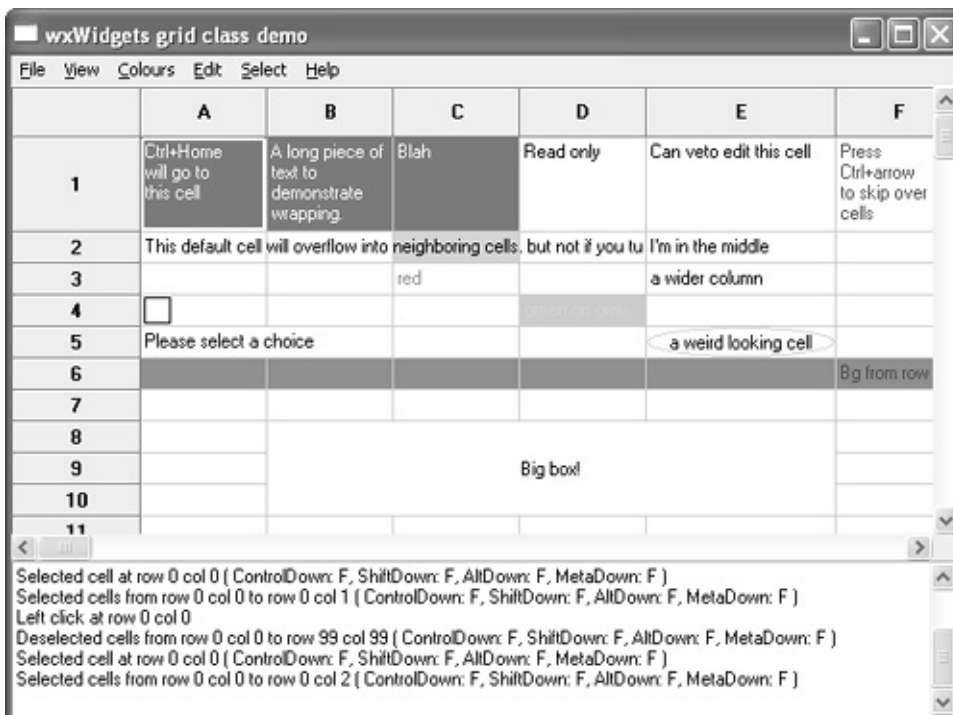 wxWidgets grid class demo
File View Colours Edit Select Help
A B C D E F
1
Ctrl+Home
will go to
this cell
A long piece of
text to
demonstrate
wrapping.
Blah
Read only
Can veto edit this cell
Press
Ctrl+arrow
to skip over
cells
2 This default cell will overflow into neighboring cells, but not if you tu I'm in the middle
3 red a wider column
4 green on grey
5 Please select a choice a weird looking cell
6 Bg from row
7
8
9 Big box!
10
11
Selected cell at row 0 col 0 ( ControlDown: F, ShiftDown: F, AltDown: F, MetaDown: F )
Selected cells from row 0 col 0 to row 0 col 1 ( ControlDown: F, ShiftDown: F, AltDown: F, MetaDown: F )
Left click at row 0 col 0
Deselected cells from row 0 col 0 to row 99 col 99 ( ControlDown: F, ShiftDown: F, AltDown: F, MetaDown: F )
Selected cell at row 0 col 0 ( ControlDown: F, ShiftDown: F, AltDown: F, MetaDown: F )
Selected cells from row 0 col 0 to row 0 col 2 ( ControlDown: F, ShiftDown: F, AltDown: F, MetaDown: F )